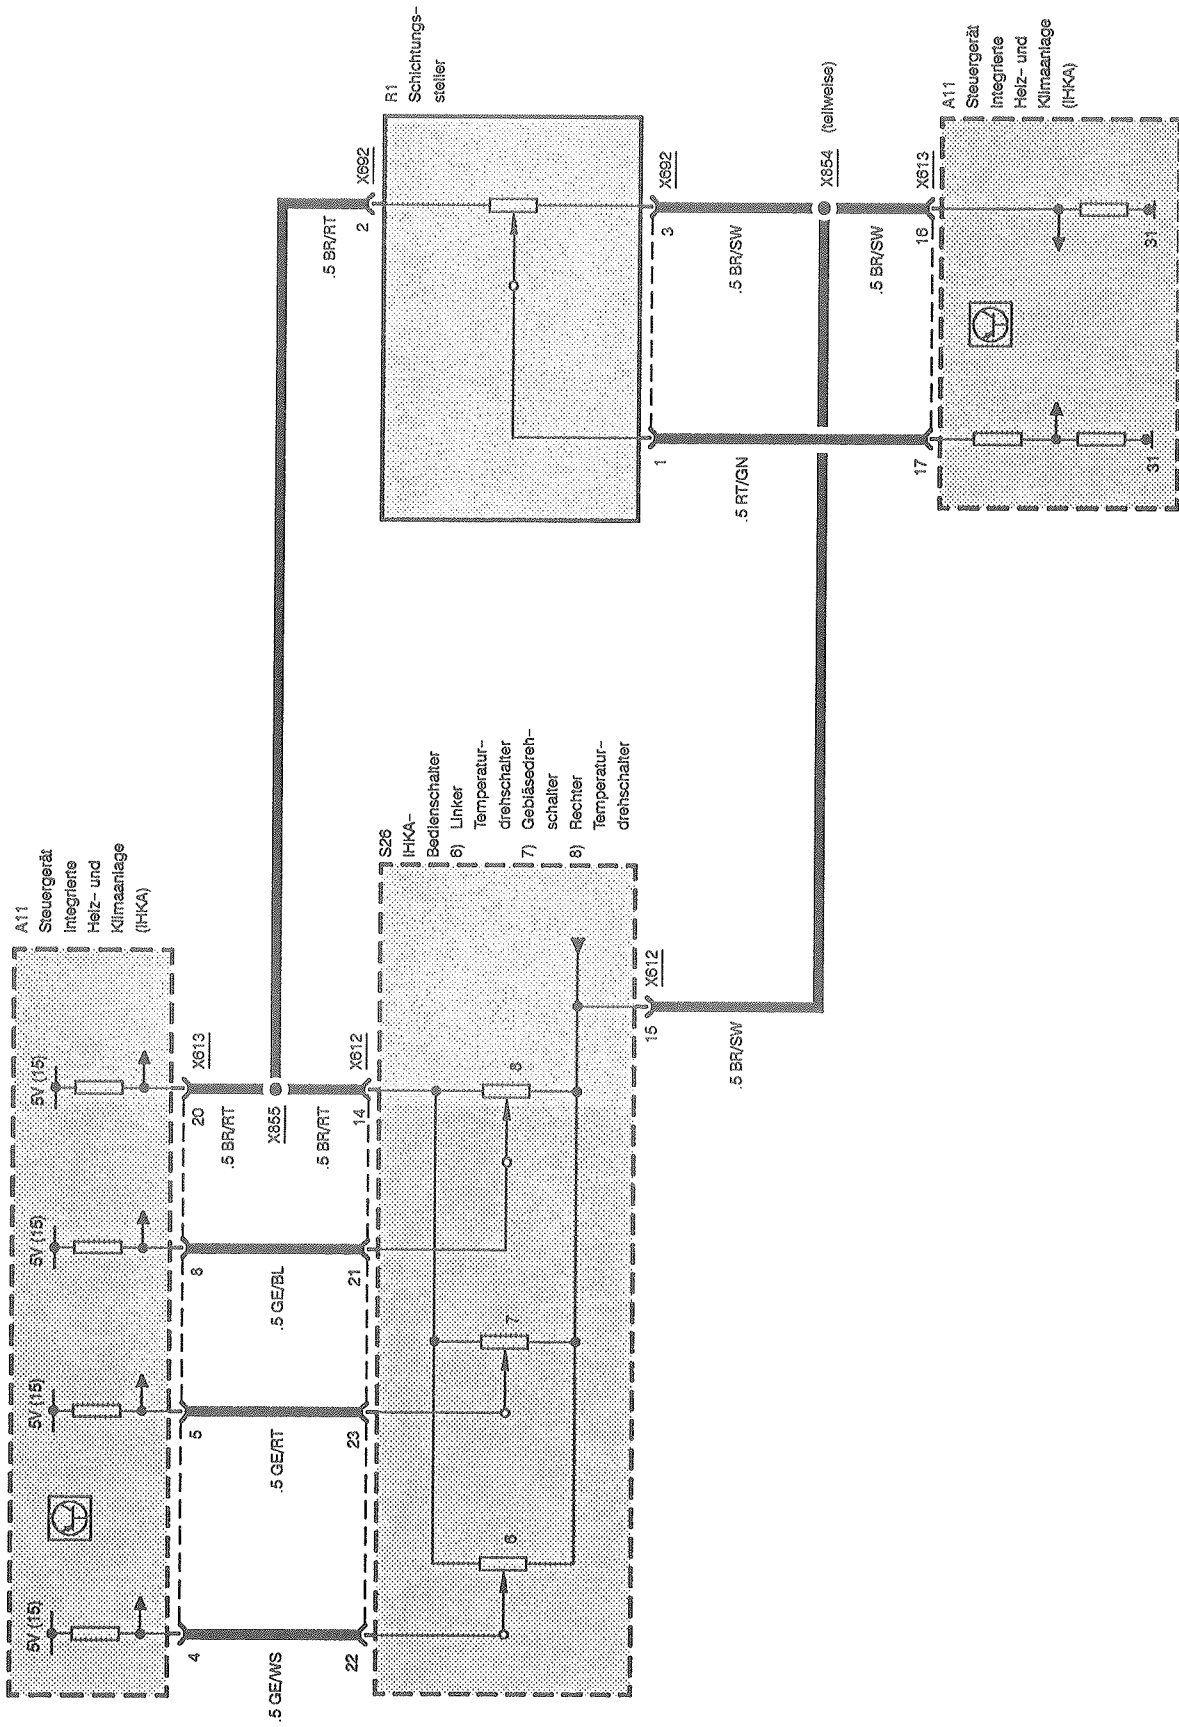 A11
Steuergerät
Integrierte
Heiz- und
Klimaanlage
(IHKA)
5V (15)
5V (15)
5V (15)
5V (15)
4
5
8
20
X613
.5 GE/WS
.5 GE/RT
.5 GE/BL
.5 BR/RT
X855
.5 BR/RT
22
23
21
14
X612
S26
IHKA-
Bedienschalter
6) Linker
Temperatur-
drehschalter
7) Gebläsedreh-
schalter
8) Rechter
Temperatur-
drehschalter
6
7
8
15
X612
.5 BR/SW
.5 BR/RT
2
X692
R1
Schichtungs-
steller
1
3
X692
.5 RT/GN
.5 BR/SW
X854 (teilweise)
.5 BR/SW
17
16
X613
A11
Steuergerät
Integrierte
Heiz- und
Klimaanlage
(IHKA)
31
31